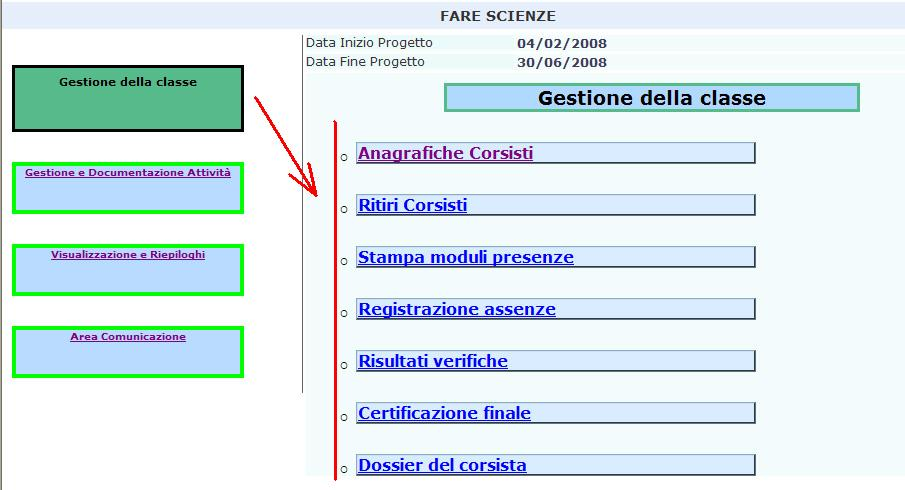 FARE SCIENZE
Data Inizio Progetto 04/02/2008
Data Fine Progetto 30/06/2008
Gestione della classe
Gestione e Documentazione Attività
Visualizzazione e Riepiloghi
Area Comunicazione
Gestione della classe
Anagrafiche Corsisti
Ritiri Corsisti
Stampa moduli presenze
Registrazione assenze
Risultati verifiche
Certificazione finale
Dossier del corsista